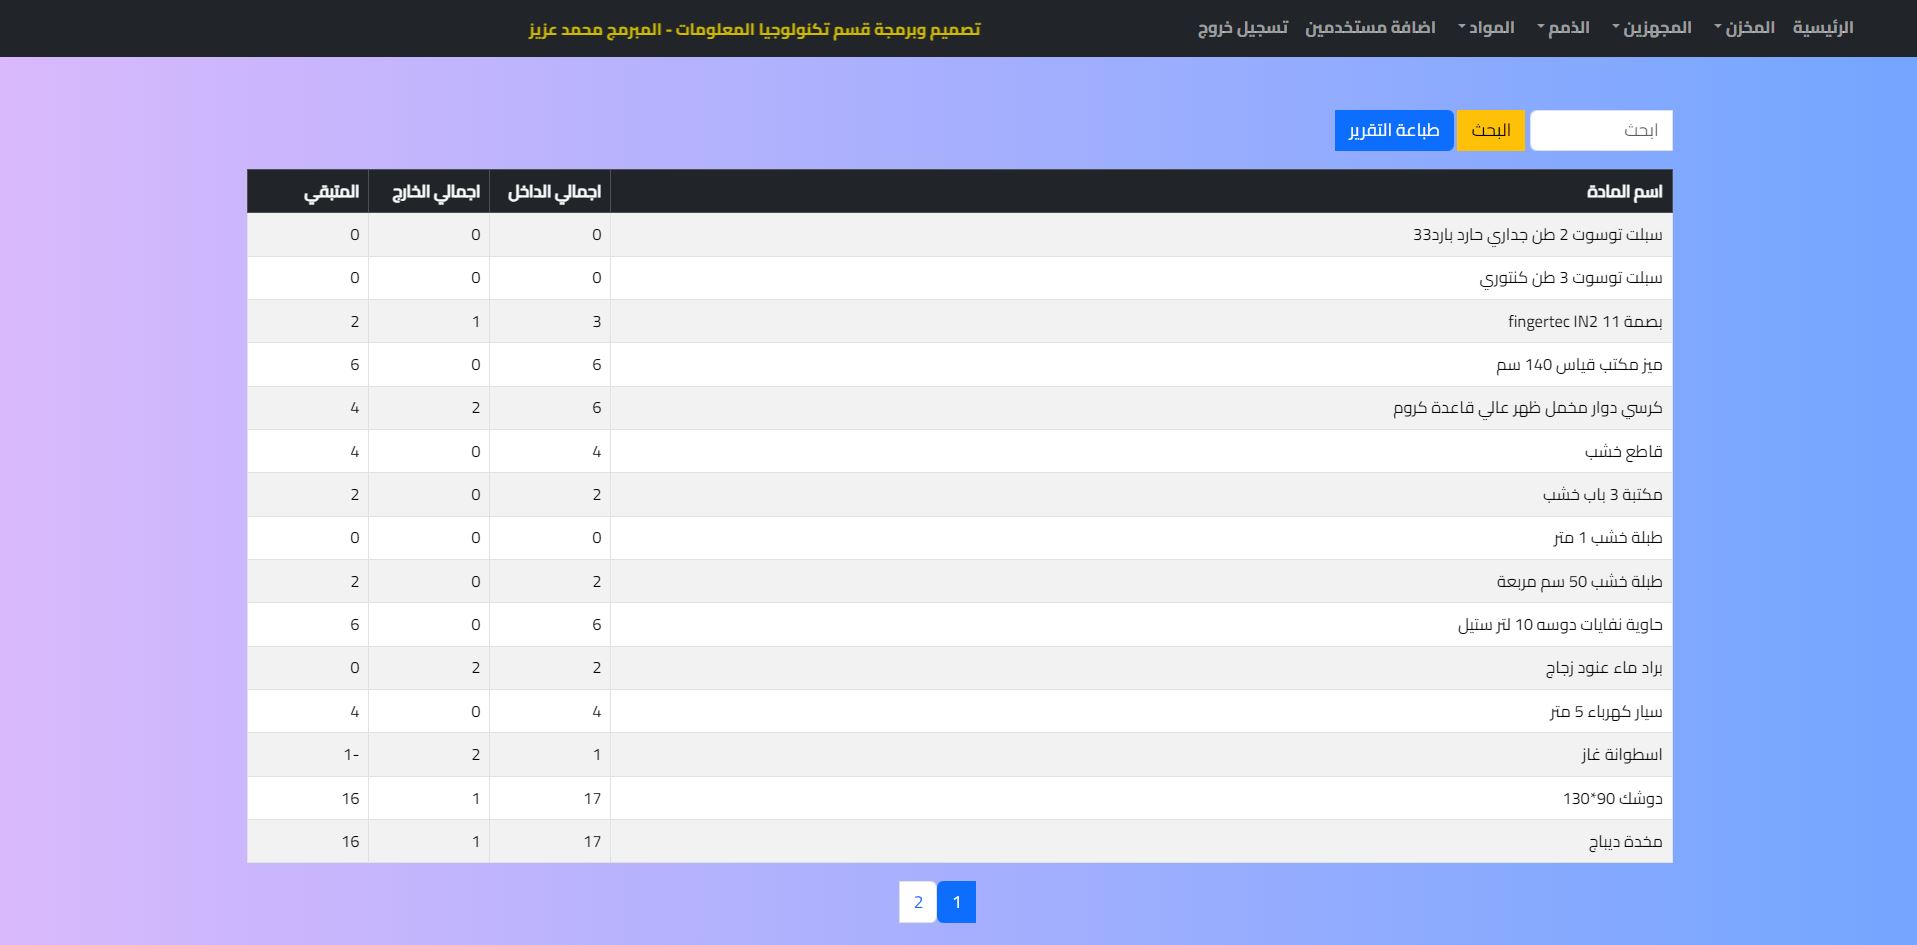 الرئيسية المخزن المجهزين الذمم المواد اضافة مستخدمين تسجيل خروج تصميم وبرمجة قسم تكنولوجيا المعلومات - المبرمج محمد عزيز
ابحث البحث طباعة التقرير
اسم المادة اجمالي الداخل اجمالي الخارج المتبقي
سبلت توسوت 2 طن جداري حارد بارد33 0 0 0
سبلت توسوت 3 طن كنتوري 0 0 0
بصمة fingertec IN2 11 3 1 2
ميز مكتب قياس 140 سم 6 0 6
كرسي دوار مخمل ظهر عالي قاعدة كروم 6 2 4
قاطع خشب 4 0 4
مكتبة 3 باب خشب 2 0 2
طبلة خشب 1 متر 0 0 0
طبلة خشب 50 سم مربعة 2 0 2
حاوية نفايات دوسه 10 لتر ستيل 6 0 6
براد ماء عنود زجاج 2 2 0
سيار كهرباء 5 متر 4 0 4
اسطوانة غاز 1 2 -1
دوشك 90*130 17 1 16
مخدة ديباج 17 1 16
1 2